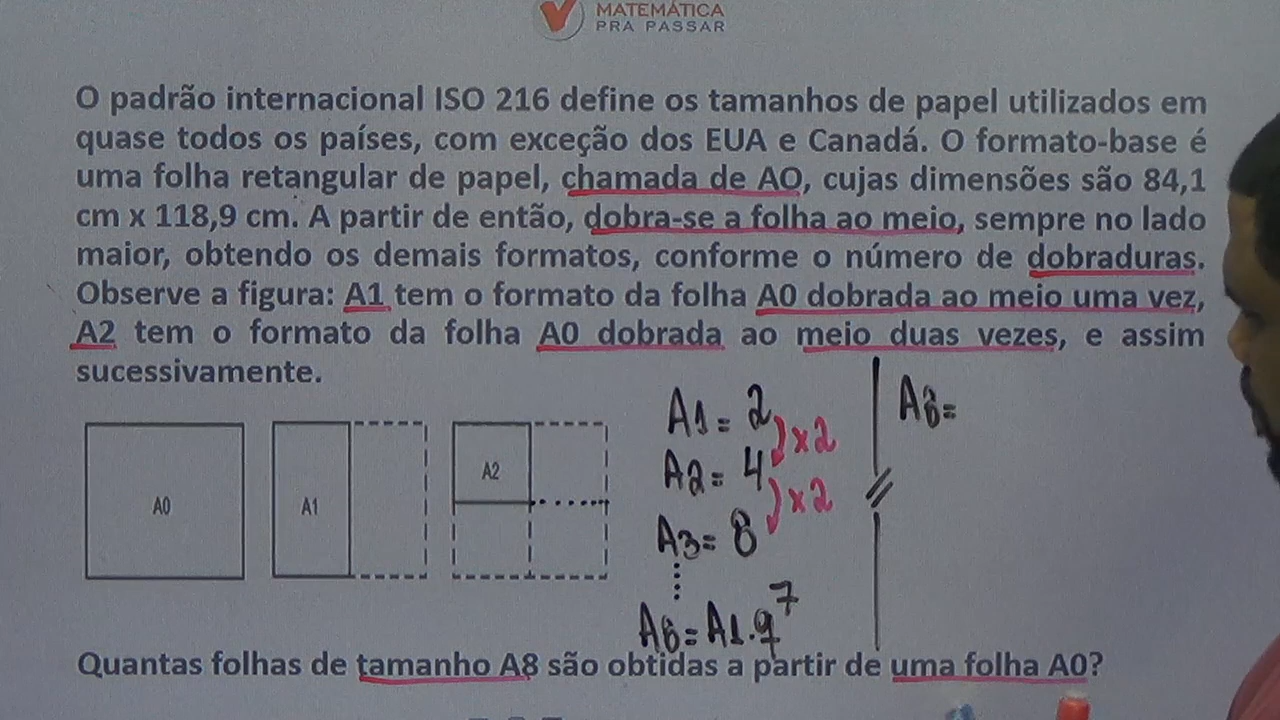 MATEMÁTICA
PRA PASSAR
O padrão internacional ISO 216 define os tamanhos de papel utilizados em
quase todos os países, com exceção dos EUA e Canadá. O formato-base é
uma folha retangular de papel, chamada de AO, cujas dimensões são 84,1
cm x 118,9 cm. A partir de então, dobra-se a folha ao meio, sempre no lado
maior, obtendo os demais formatos, conforme o número de dobraduras.
Observe a figura: A1 tem o formato da folha A0 dobrada ao meio uma vez,
A2 tem o formato da folha A0 dobrada ao meio duas vezes, e assim
sucessivamente.
A0
A1
A2
A1 = 2
x2
A2 = 4
x2
A3 = 8
A8 = A1.q^7
A8 =
Quantas folhas de tamanho A8 são obtidas a partir de uma folha A0?